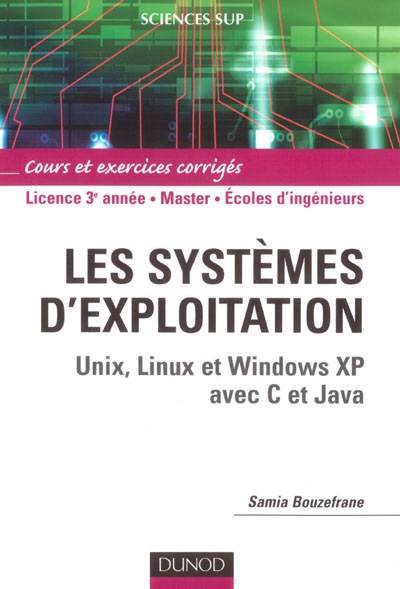 SCIENCES SUP
Cours et exercices corrigés
Licence 3e année • Master • Écoles d'ingénieurs
LES SYSTÈMES
D'EXPLOITATION
Unix, Linux et Windows XP
avec C et Java
Samia Bouzefrane
DUNOD